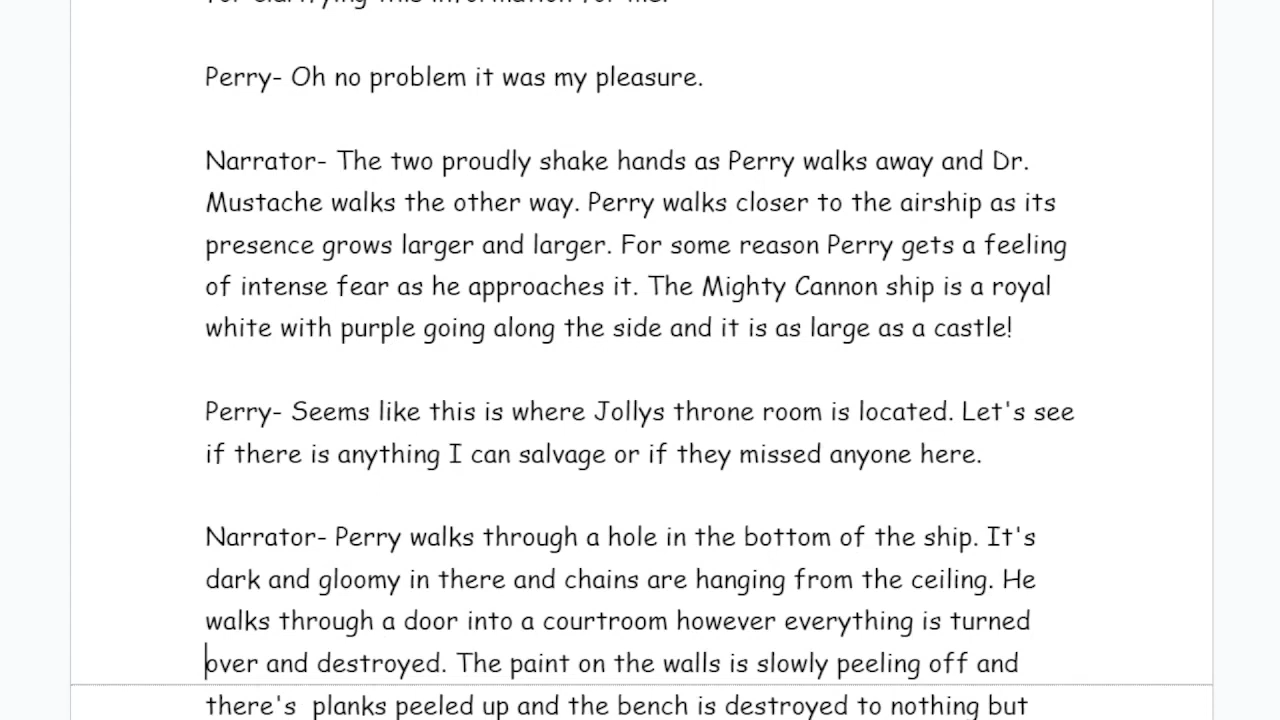 for clarifying this information for me.
Perry- Oh no problem it was my pleasure.
Narrator- The two proudly shake hands as Perry walks away and Dr.
Mustache walks the other way. Perry walks closer to the airship as its
presence grows larger and larger. For some reason Perry gets a feeling
of intense fear as he approaches it. The Mighty Cannon ship is a royal
white with purple going along the side and it is as large as a castle!
Perry- Seems like this is where Jollys throne room is located. Let's see
if there is anything I can salvage or if they missed anyone here.
Narrator- Perry walks through a hole in the bottom of the ship. It's
dark and gloomy in there and chains are hanging from the ceiling. He
walks through a door into a courtroom however everything is turned
over and destroyed. The paint on the walls is slowly peeling off and
there's  planks peeled up and the bench is destroyed to nothing but